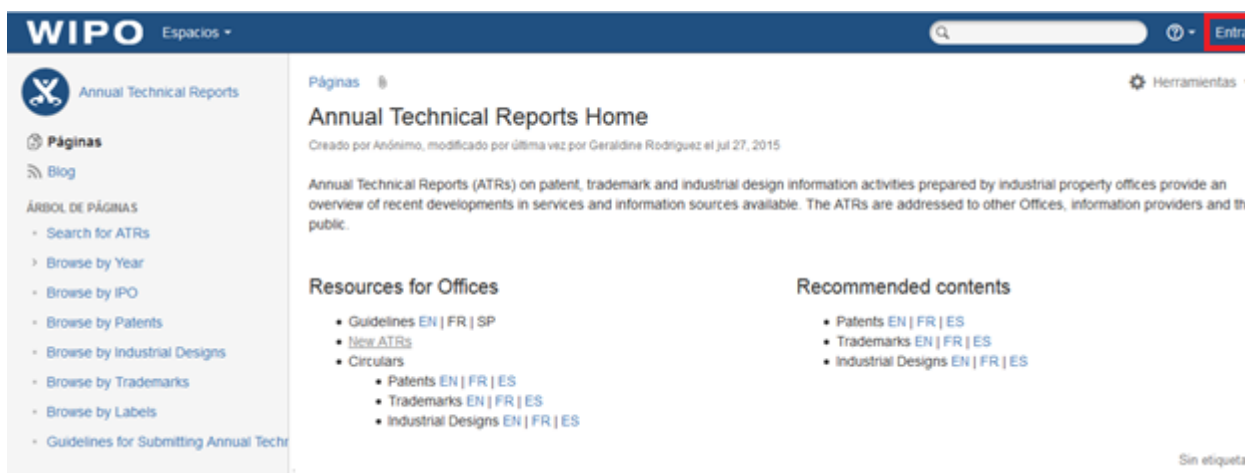 WIPO Espacios
Entra
Annual Technical Reports
Páginas
Blog
ÁRBOL DE PÁGINAS
Search for ATRs
Browse by Year
Browse by IPO
Browse by Patents
Browse by Industrial Designs
Browse by Trademarks
Browse by Labels
Guidelines for Submitting Annual Techr
Páginas
Herramientas
Annual Technical Reports Home
Creado por Anónimo, modificado por última vez por Geraldine Rodriguez el jul 27, 2015
Annual Technical Reports (ATRs) on patent, trademark and industrial design information activities prepared by industrial property offices provide an
overview of recent developments in services and information sources available. The ATRs are addressed to other Offices, information providers and th
public.
Resources for Offices
• Guidelines EN | FR | SP
• New ATRs
• Circulars
• Patents EN | FR | ES
• Trademarks EN | FR | ES
• Industrial Designs EN | FR | ES
Recommended contents
• Patents EN | FR | ES
• Trademarks EN | FR | ES
• Industrial Designs EN | FR | ES
Sin etiqueta